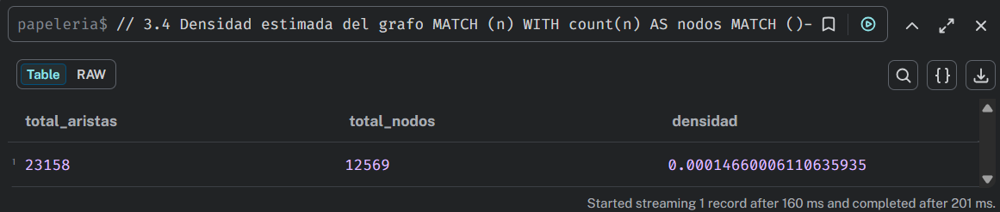 papeleria$ // 3.4 Densidad estimada del grafo MATCH (n) WITH count(n) AS nodos MATCH ()-
Table RAW
{}
total_aristas total_nodos densidad
1 23158 12569 0.00014660006110635935
Started streaming 1 record after 160 ms and completed after 201 ms.